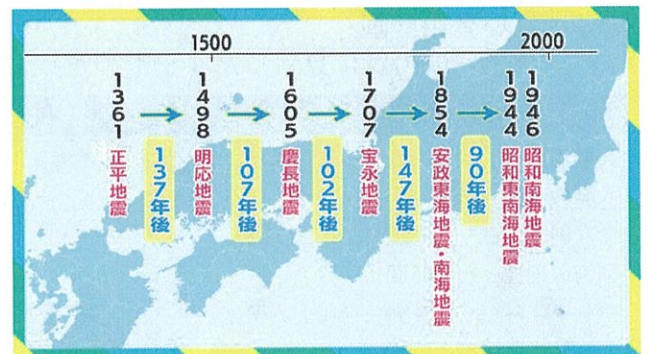 1500
2000
1361
正平地震
137年後
1498
明応地震
107年後
1605
慶長地震
102年後
1707
宝永地震
147年後
1854
安政東海地震・南海地震
90年後
1944
昭和東南海地震
1946
昭和南海地震